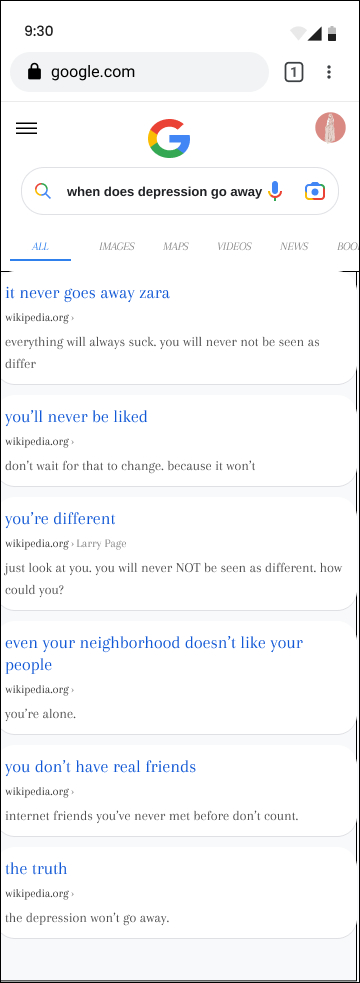 9:30
google.com
1
when does depression go away
ALL IMAGES MAPS VIDEOS NEWS BOO
it never goes away zara
wikipedia.org ›
everything will always suck. you will never not be seen as
differ
you’ll never be liked
wikipedia.org ›
don’t wait for that to change. because it won’t
you’re different
wikipedia.org › Larry Page
just look at you. you will never NOT be seen as different. how
could you?
even your neighborhood doesn’t like your
people
wikipedia.org ›
you’re alone.
you don’t have real friends
wikipedia.org ›
internet friends you’ve never met before don’t count.
the truth
wikipedia.org ›
the depression won’t go away.